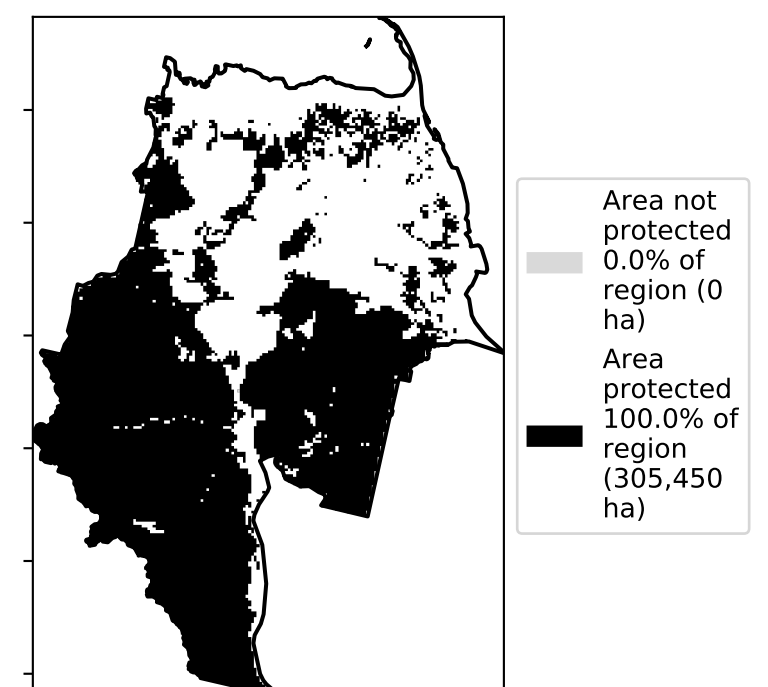 Area not
protected
0.0% of
region (0
ha)
Area
protected
100.0% of
region
(305,450
ha)